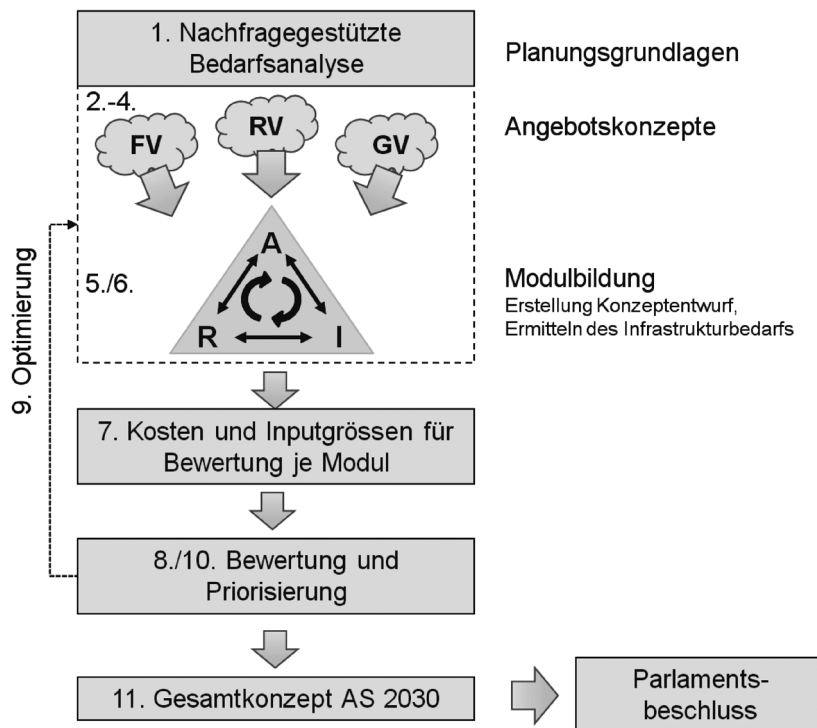 1. Nachfragegestützte
Bedarfsanalyse
Planungsgrundlagen
2.-4.
FV
RV
GV
Angebotskonzepte
9. Optimierung
5./6.
A
R
I
Modulbildung
Erstellung Konzeptentwurf,
Ermitteln des Infrastrukturbedarfs
7. Kosten und Inputgrössen für
Bewertung je Modul
8./10. Bewertung und
Priorisierung
11. Gesamtkonzept AS 2030
Parlaments-
beschluss